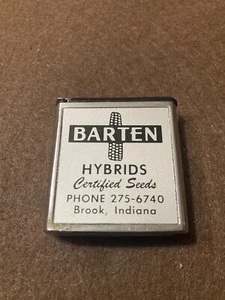 BARTEN
HYBRIDS
Certified Seeds
PHONE 275-6740
Brook, Indiana